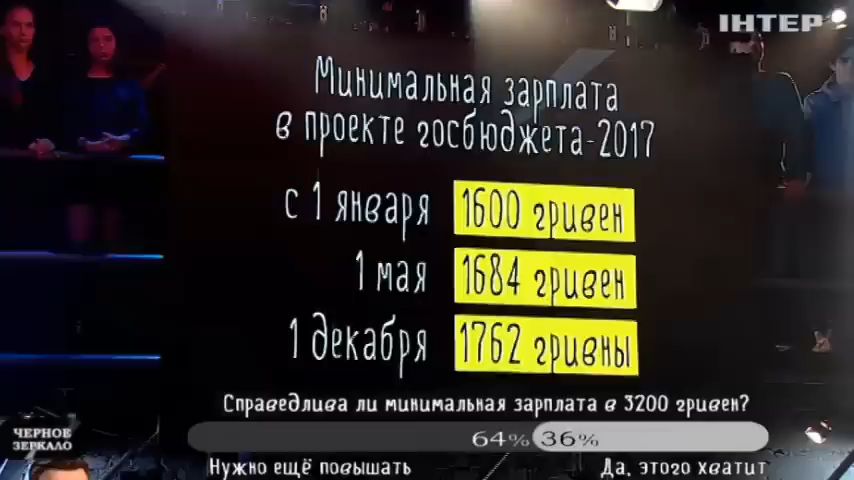 ІНТЕР
Минимальная зарплата
в проекте госбюджета-2017
с 1 января 1600 гривен
1 мая 1684 гривен
1 декабря 1762 гривны
Справедлива ли минимальная зарплата в 3200 гривен?
ЧЕРНОЕ
ЗЕРКАЛО
64% 36%
Нужно ещё повышать Да, этого хватит